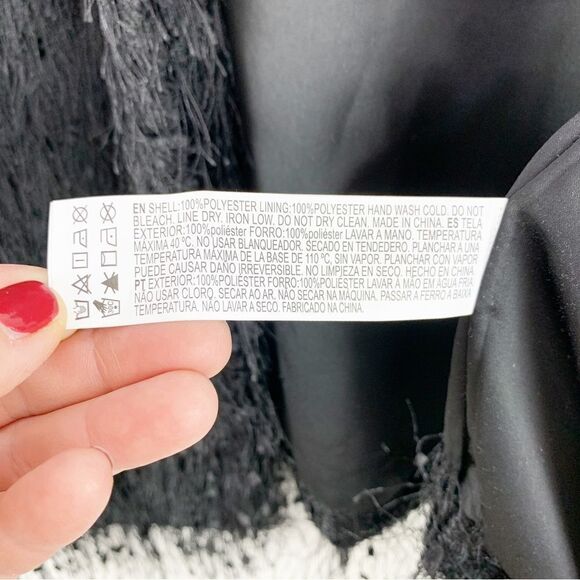 EN SHELL:100%POLYESTER LINING:100%POLYESTER HAND WASH COLD. DO NOT
BLEACH, LINE DRY. IRON LOW. DO NOT DRY CLEAN. MADE IN CHINA. ES TELA
EXTERIOR:100%poliéster FORRO:100%poliéster LAVAR A MANO, TEMPERATURA
MÁXIMA 40°C. NO USAR BLANQUEADOR. SECADO EN TENDEDERO. PLANCHAR A UNA
TEMPERATURA MÁXIMA DE LA BASE DE 110 °C, SIN VAPOR. PLANCHAR CON VAPOR
PUEDE CAUSAR DAÑO IRREVERSIBLE. NO LIMPIEZA EN SECO. HECHO EN CHINA.
PT EXTERIOR:100%poliéster FORRO:100%poliéster LAVAR À MÃO EM AGUA FRIA
NÃO USAR CLORO. SECAR AO AR. NÃO SECAR NA MAQUINA. PASSAR A FERRO A BAIXA
TEMPERATURA. NÃO LAVAR A SECO. FABRICADO NA CHINA.